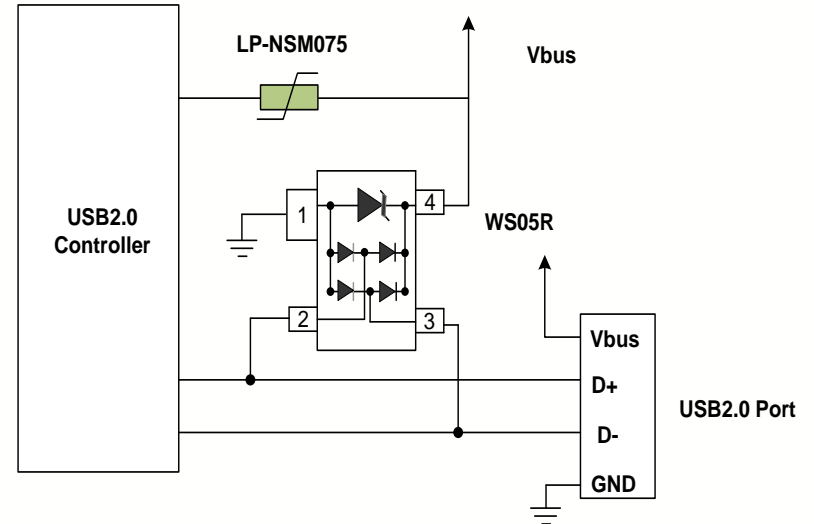 LP-NSM075
Vbus
1
4
USB2.0
Controller
WS05R
2
3
Vbus
D+
USB2.0 Port
D-
GND